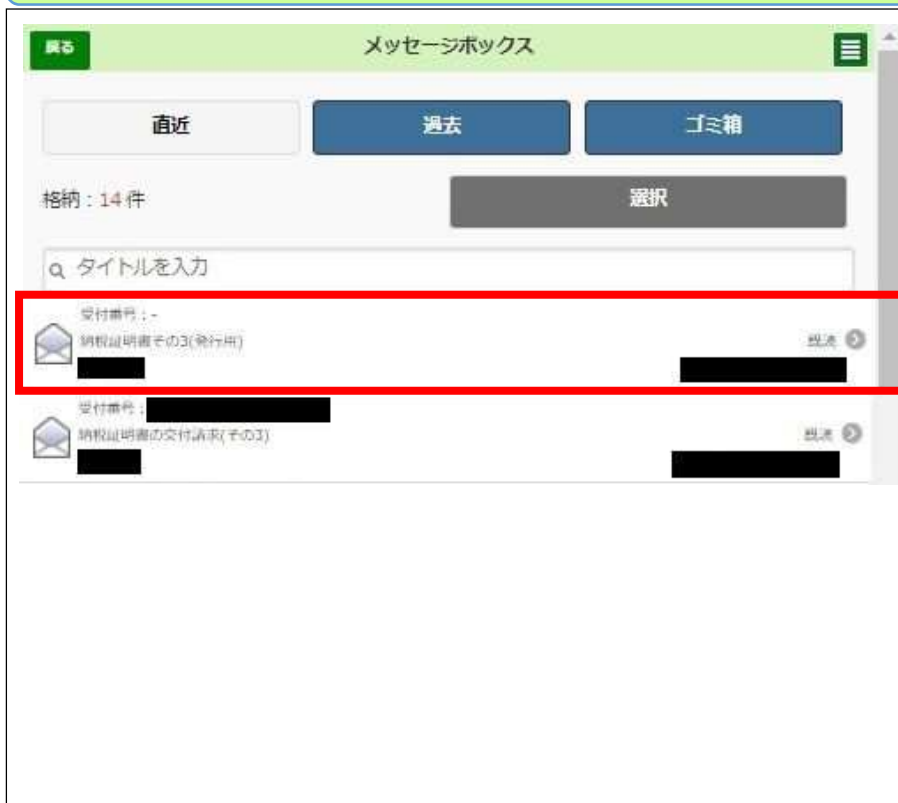 戻る
メッセージボックス
直近
過去
ゴミ箱
格納：14件
選択
タイトルを入力
受付番号：-
納税証明書その3(発行用)
既読
受付番号：
納税証明書の交付請求(その3)
既読